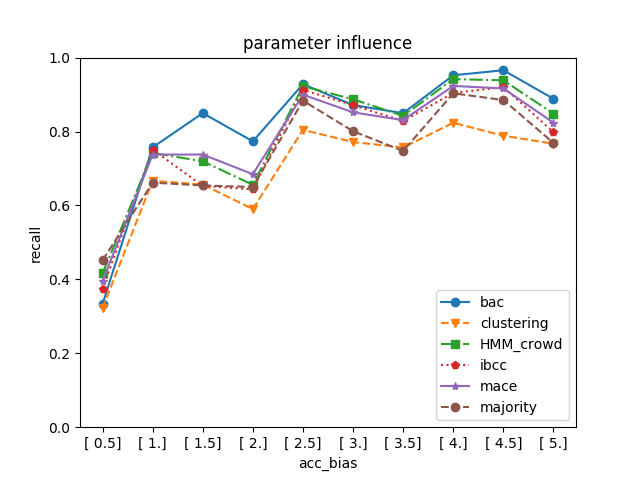 parameter influence
1.0
0.8
0.6
0.4
0.2
0.0
recall
bac
clustering
HMM_crowd
ibcc
mace
majority
[ 0.5] [ 1.] [ 1.5] [ 2.] [ 2.5] [ 3.] [ 3.5] [ 4.] [ 4.5] [ 5.]
acc_bias